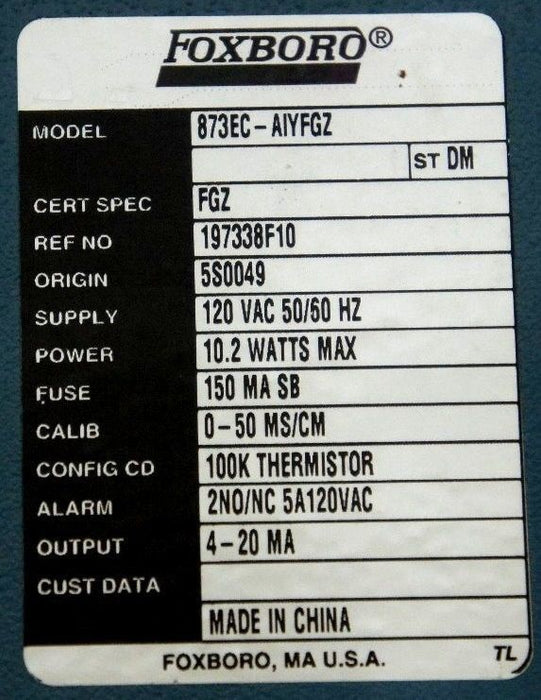 FOXBORO®
MODEL 873EC-AIYFGZ
ST DM
CERT SPEC FGZ
REF NO 197338F10
ORIGIN 5S0049
SUPPLY 120 VAC 50/60 HZ
POWER 10.2 WATTS MAX
FUSE 150 MA SB
CALIB 0-50 MS/CM
CONFIG CD 100K THERMISTOR
ALARM 2NO/NC 5A120VAC
OUTPUT 4-20 MA
CUST DATA
MADE IN CHINA
FOXBORO, MA U.S.A. TL